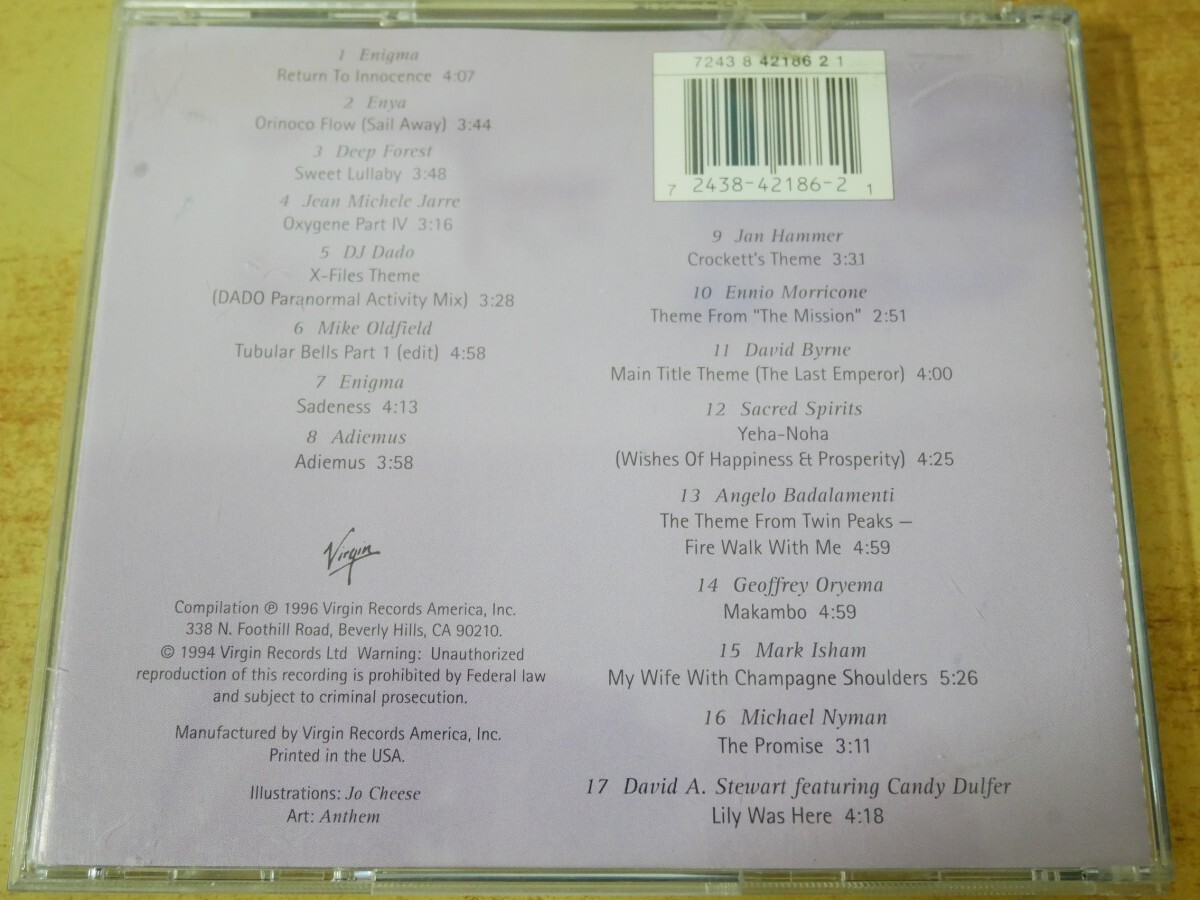 1 Enigma
Return To Innocence 4:07
2 Enya
Orinoco Flow (Sail Away) 3:44
3 Deep Forest
Sweet Lullaby 3:48
4 Jean Michele Jarre
Oxygene Part IV 3:16
5 DJ Dado
X-Files Theme
(DADO Paranormal Activity Mix) 3:28
6 Mike Oldfield
Tubular Bells Part 1 (edit) 4:58
7 Enigma
Sadeness 4:13
8 Adiemus
Adiemus 3:58
Virgin
Compilation ℗ 1996 Virgin Records America, Inc.
338 N. Foothill Road, Beverly Hills, CA 90210.
© 1994 Virgin Records Ltd Warning: Unauthorized
reproduction of this recording is prohibited by Federal law
and subject to criminal prosecution.
Manufactured by Virgin Records America, Inc.
Printed in the USA.
Illustrations: Jo Cheese
Art: Anthem
7243 8 42186 2 1
7 2438-42186-2 1
9 Jan Hammer
Crockett's Theme 3:31
10 Ennio Morricone
Theme From "The Mission" 2:51
11 David Byrne
Main Title Theme (The Last Emperor) 4:00
12 Sacred Spirits
Yeha-Noha
(Wishes Of Happiness & Prosperity) 4:25
13 Angelo Badalamenti
The Theme From Twin Peaks —
Fire Walk With Me 4:59
14 Geoffrey Oryema
Makambo 4:59
15 Mark Isham
My Wife With Champagne Shoulders 5:26
16 Michael Nyman
The Promise 3:11
17 David A. Stewart featuring Candy Dulfer
Lily Was Here 4:18